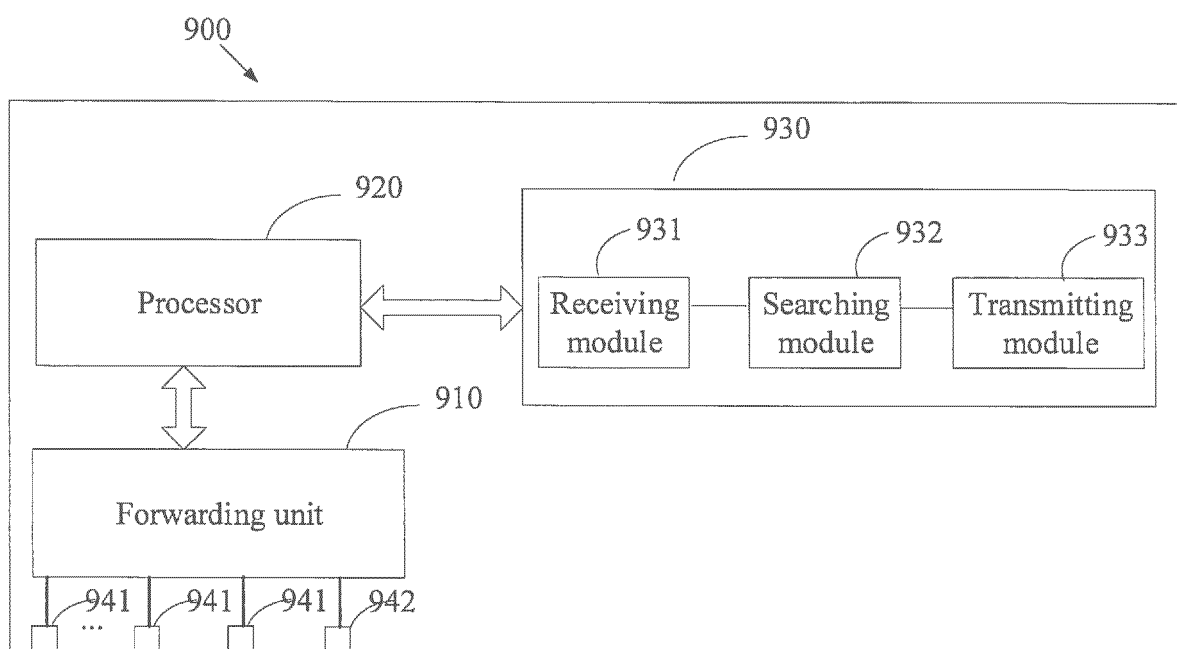 900
930
920
931
932
933
Processor
Receiving
module
Searching
module
Transmitting
module
910
Forwarding unit
941
...
941
941
942